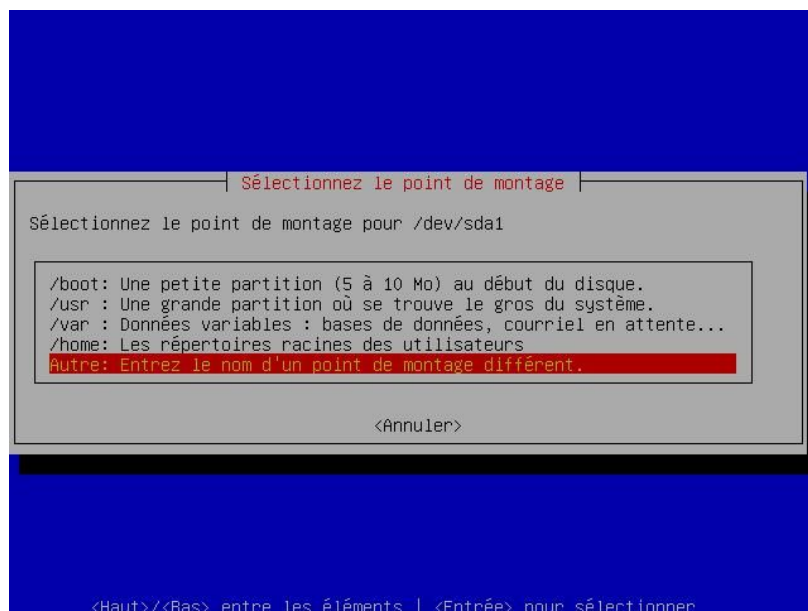 Sélectionnez le point de montage
Sélectionnez le point de montage pour /dev/sda1
/boot: Une petite partition (5 à 10 Mo) au début du disque.
/usr : Une grande partition où se trouve le gros du système.
/var : Données variables : bases de données, courriel en attente...
/home: Les répertoires racines des utilisateurs
Autre: Entrez le nom d'un point de montage différent.
<Annuler>
<Haut>/<Bas> entre les éléments | <Entrée> pour sélectionner